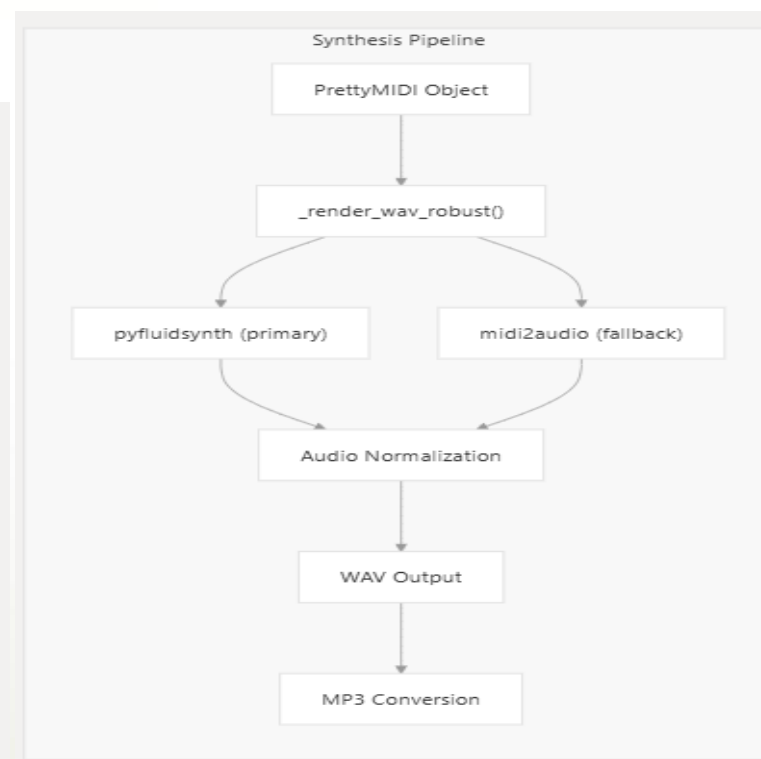 Synthesis Pipeline
PrettyMIDI Object
_render_wav_robust()
pyfluidsynth (primary)
midi2audio (fallback)
Audio Normalization
WAV Output
MP3 Conversion